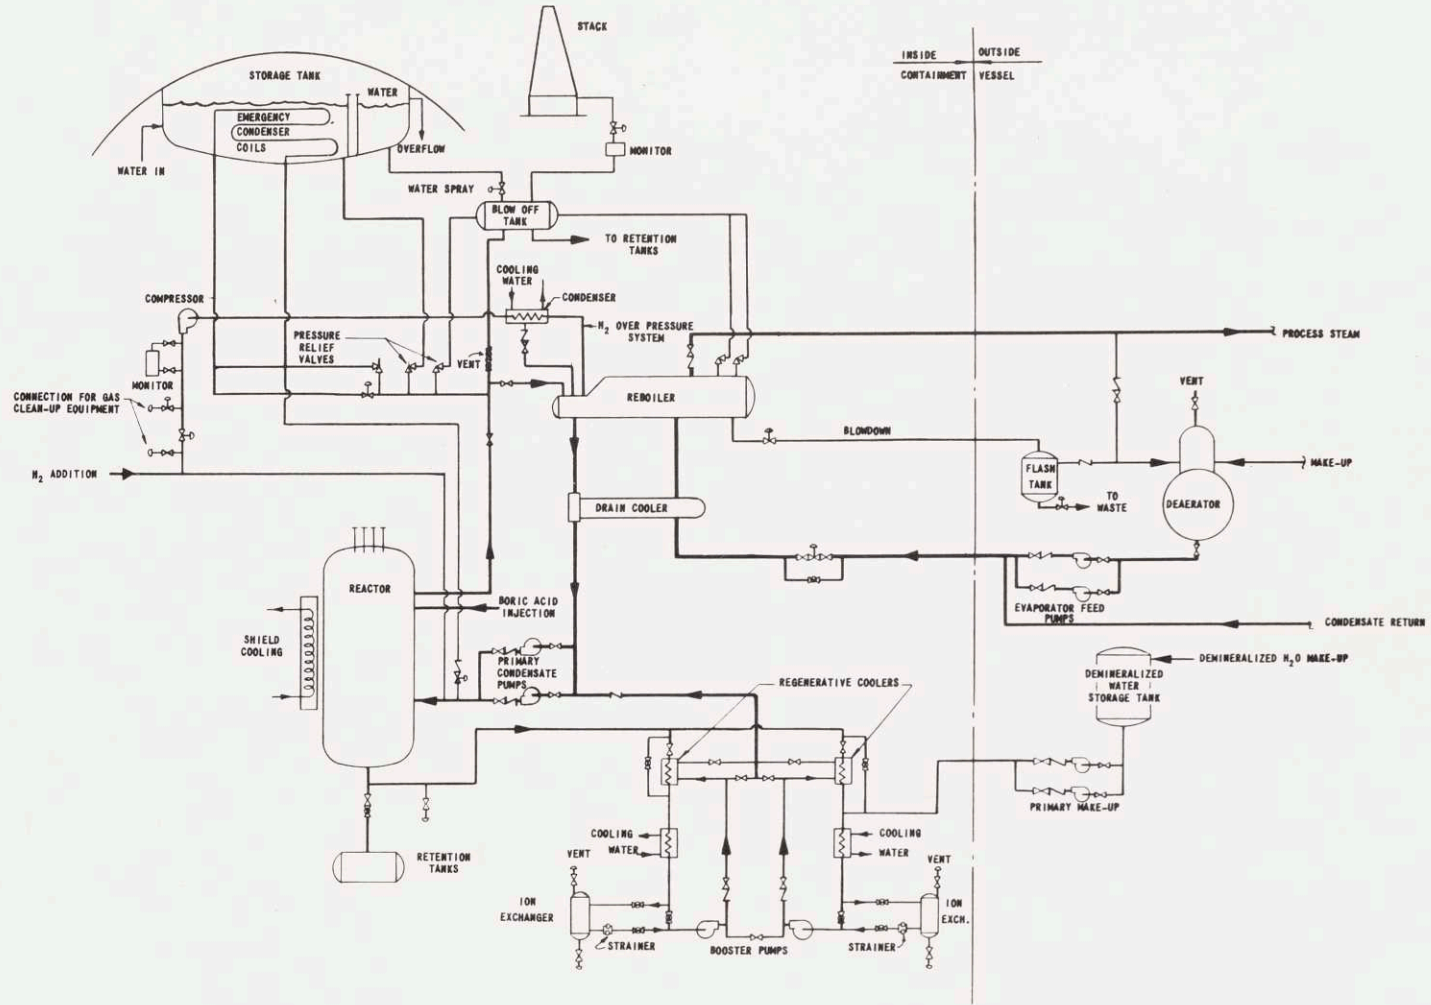 STACK
INSIDE
OUTSIDE
CONTAINMENT
VESSEL
STORAGE TANK
WATER
EMERGENCY
CONDENSER
COILS
OVERFLOW
WATER IN
MONITOR
WATER SPRAY
BLOW OFF
TANK
TO RETENTION
TANKS
COOLING
WATER
CONDENSER
COMPRESSOR
H2 OVER PRESSURE
SYSTEM
PRESSURE
RELIEF
VALVES
VENT
PROCESS STEAM
MONITOR
CONNECTION FOR GAS
CLEAN-UP EQUIPMENT
REBOILER
VENT
BLOWDOWN
H2 ADDITION
FLASH
TANK
MAKE-UP
TO
WASTE
DEAERATOR
DRAIN COOLER
REACTOR
BORIC ACID
INJECTION
EVAPORATOR FEED
PUMPS
CONDENSATE RETURN
SHIELD
COOLING
PRIMARY
CONDENSATE
PUMPS
REGENERATIVE COOLERS
DEMINERALIZED H2O MAKE-UP
DEMINERALIZED
WATER
STORAGE TANK
PRIMARY MAKE-UP
COOLING
WATER
COOLING
WATER
RETENTION
TANKS
VENT
VENT
ION
EXCHANGER
ION
EXCH.
STRAINER
BOOSTER PUMPS
STRAINER